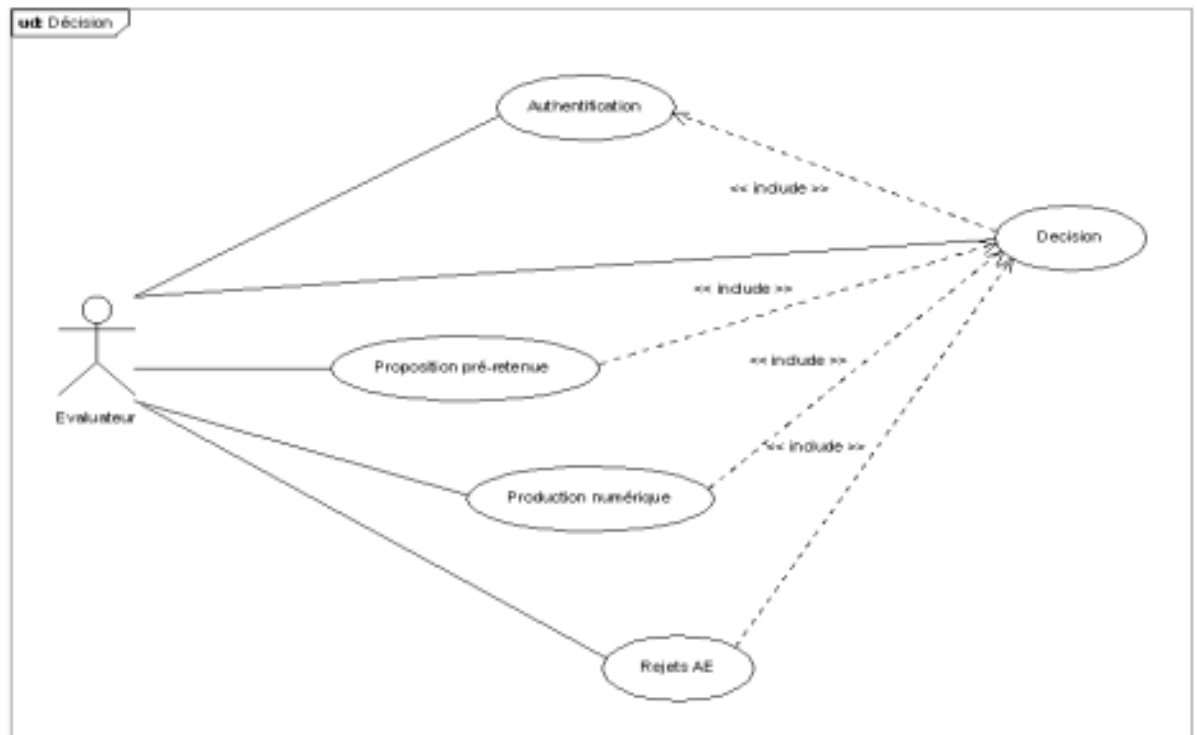 ud: Décision
Authentification
<< include >>
Decision
<< include >>
<< include >>
Proposition pré-retenue
Evaluateur
<< include >>
Production numérique
Rejets AE